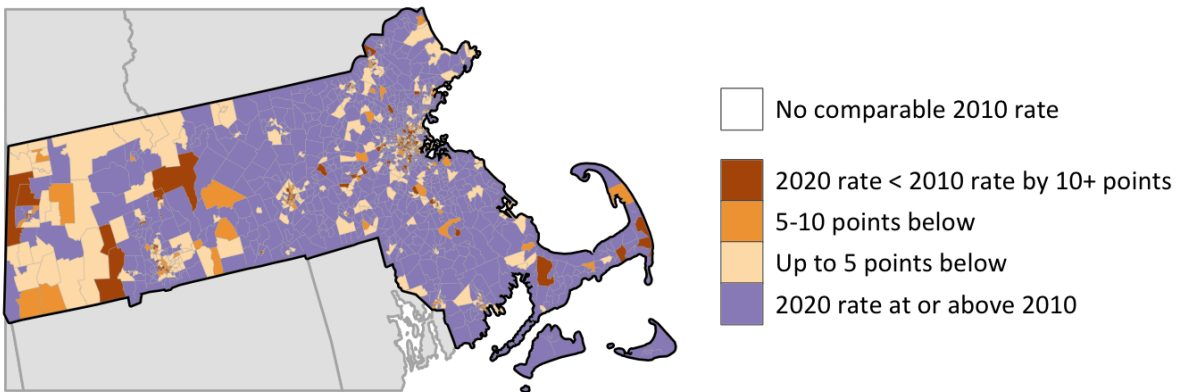 No comparable 2010 rate
2020 rate < 2010 rate by 10+ points
5-10 points below
Up to 5 points below
2020 rate at or above 2010